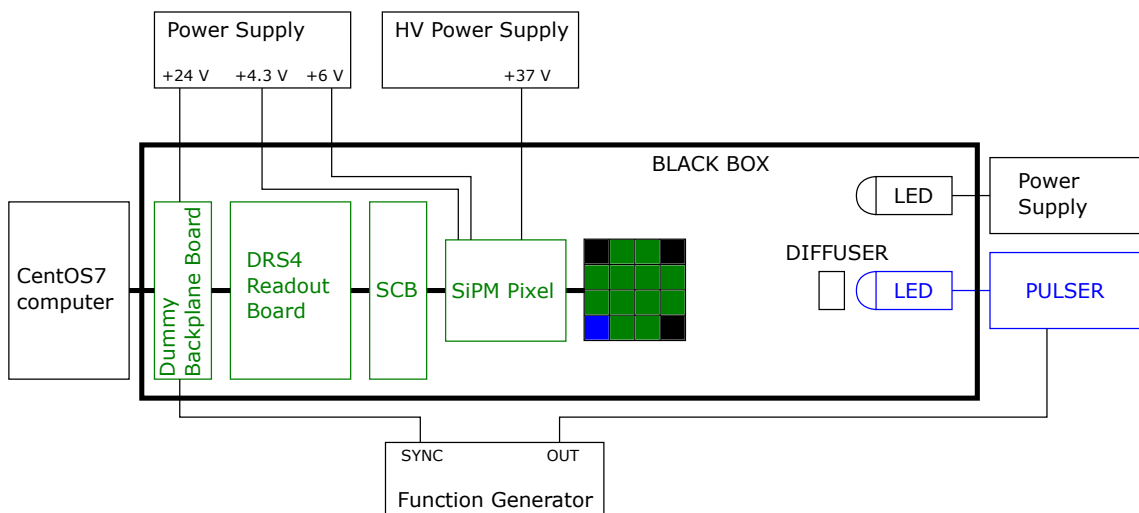 Power Supply
+24 V
+4.3 V
+6 V
HV Power Supply
+37 V
BLACK BOX
LED
Power
Supply
CentOS7
computer
Dummy
Backplane Board
DRS4
Readout
Board
SCB
SiPM Pixel
DIFFUSER
LED
PULSER
SYNC
OUT
Function Generator